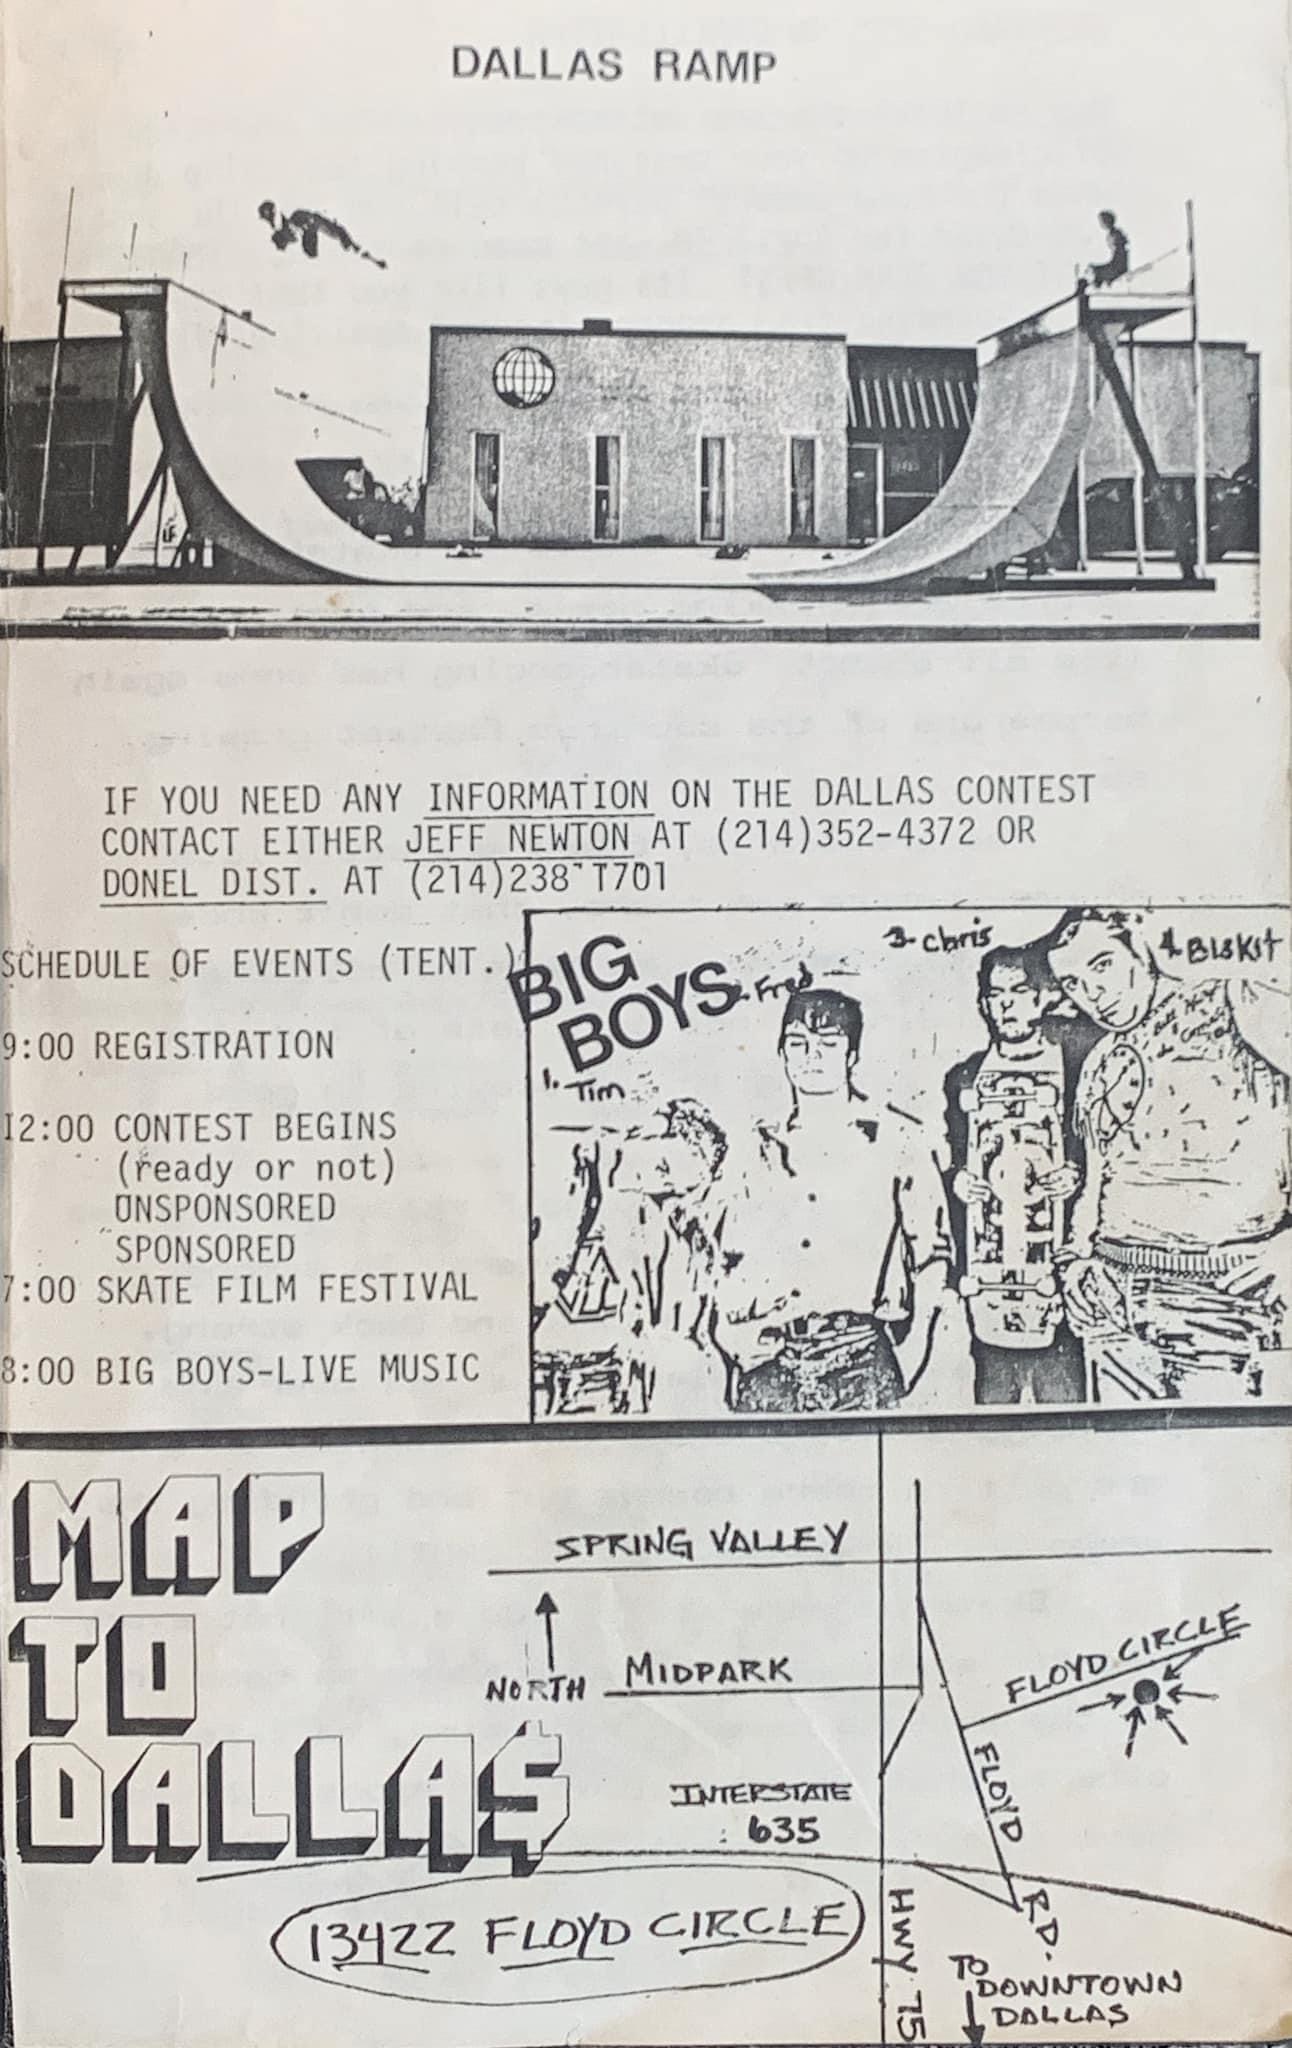 DALLAS RAMP
IF YOU NEED ANY INFORMATION ON THE DALLAS CONTEST
CONTACT EITHER JEFF NEWTON AT (214)352-4372 OR
DONEL DIST. AT (214)238-1701
SCHEDULE OF EVENTS (TENT.)
9:00 REGISTRATION
12:00 CONTEST BEGINS
(ready or not)
UNSPONSORED
SPONSORED
7:00 SKATE FILM FESTIVAL
8:00 BIG BOYS-LIVE MUSIC
BIG
BOYS
1. Tim
2. Fred
3. Chris
4. Biskit
MAP
TO
DALLA$
SPRING VALLEY
NORTH
MIDPARK
FLOYD CIRCLE
FLOYD RD.
INTERSTATE
635
13422 FLOYD CIRCLE
HWY 75
TO
DOWNTOWN
DALLAS